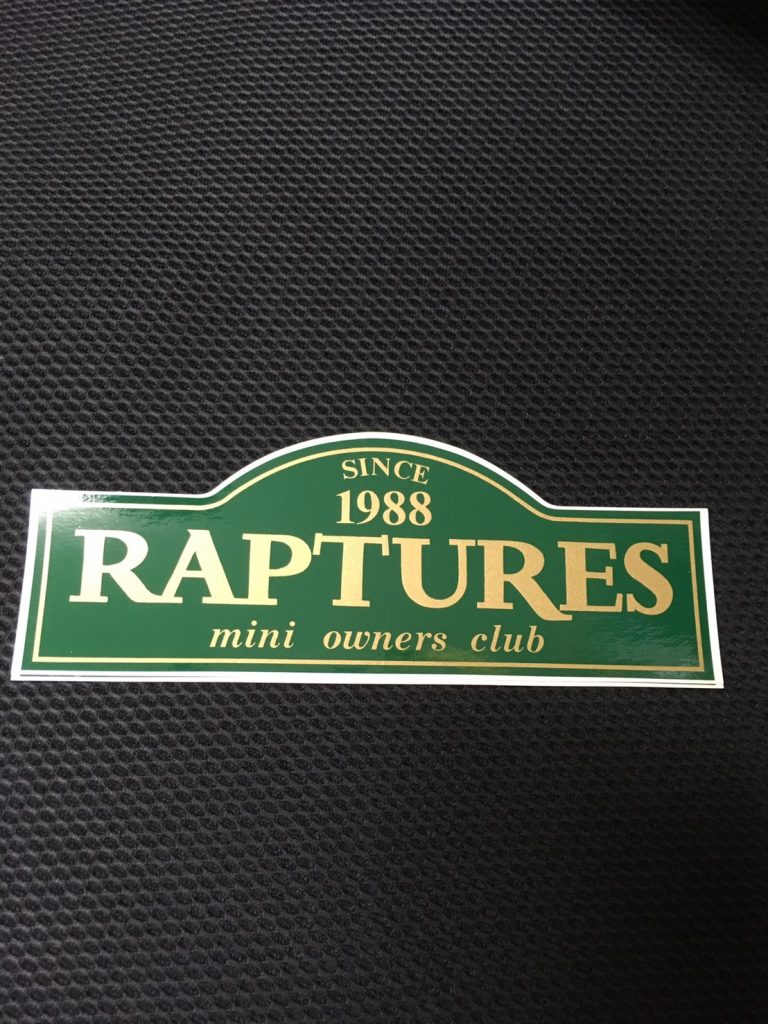 SINCE
1988
RAPTURES
mini owners club